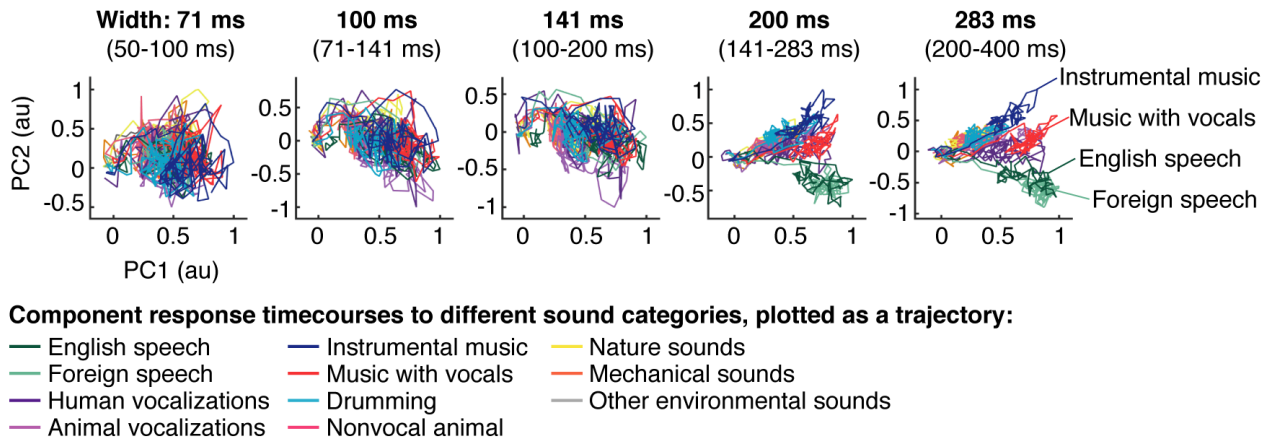 Width: 71 ms 100 ms 141 ms 200 ms 283 ms
(50-100 ms) (71-141 ms) (100-200 ms) (141-283 ms) (200-400 ms)
PC2 (au)
1 0.5 0 -0.5
0.5 0 -0.5 -1
0.5 0 -0.5 -1
1 0.5 0 -0.5
1 0.5 0 -0.5 -1
Instrumental music
Music with vocals
English speech
Foreign speech
0 0.5 1 0 0.5 1 0 0.5 1 0 0.5 1 0 0.5 1
PC1 (au)
Component response timecourses to different sound categories, plotted as a trajectory:
English speech Instrumental music Nature sounds
Foreign speech Music with vocals Mechanical sounds
Human vocalizations Drumming Other environmental sounds
Animal vocalizations Nonvocal animal